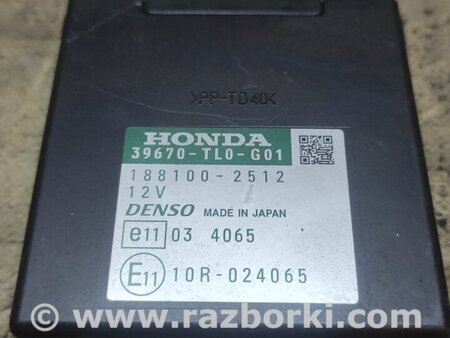 >PP-TD40<
HONDA
39670-TL0-G01
188100-2512
12V
DENSO MADE IN JAPAN
e11 03 4065
E11 10R-024065
© www.razborki.com